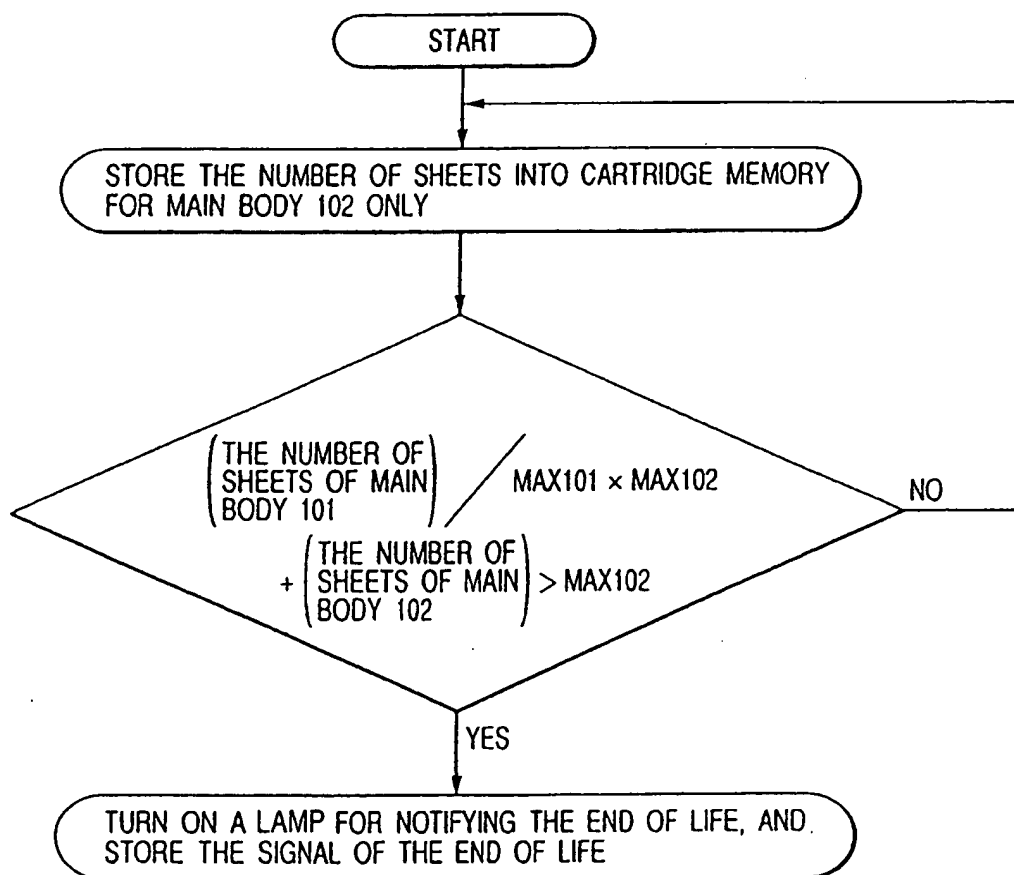 START
STORE THE NUMBER OF SHEETS INTO CARTRIDGE MEMORY
FOR MAIN BODY 102 ONLY
(THE NUMBER OF
SHEETS OF MAIN
BODY 101) / MAX101 × MAX102
+ (THE NUMBER OF
SHEETS OF MAIN
BODY 102) > MAX102
NO
YES
TURN ON A LAMP FOR NOTIFYING THE END OF LIFE, AND
STORE THE SIGNAL OF THE END OF LIFE